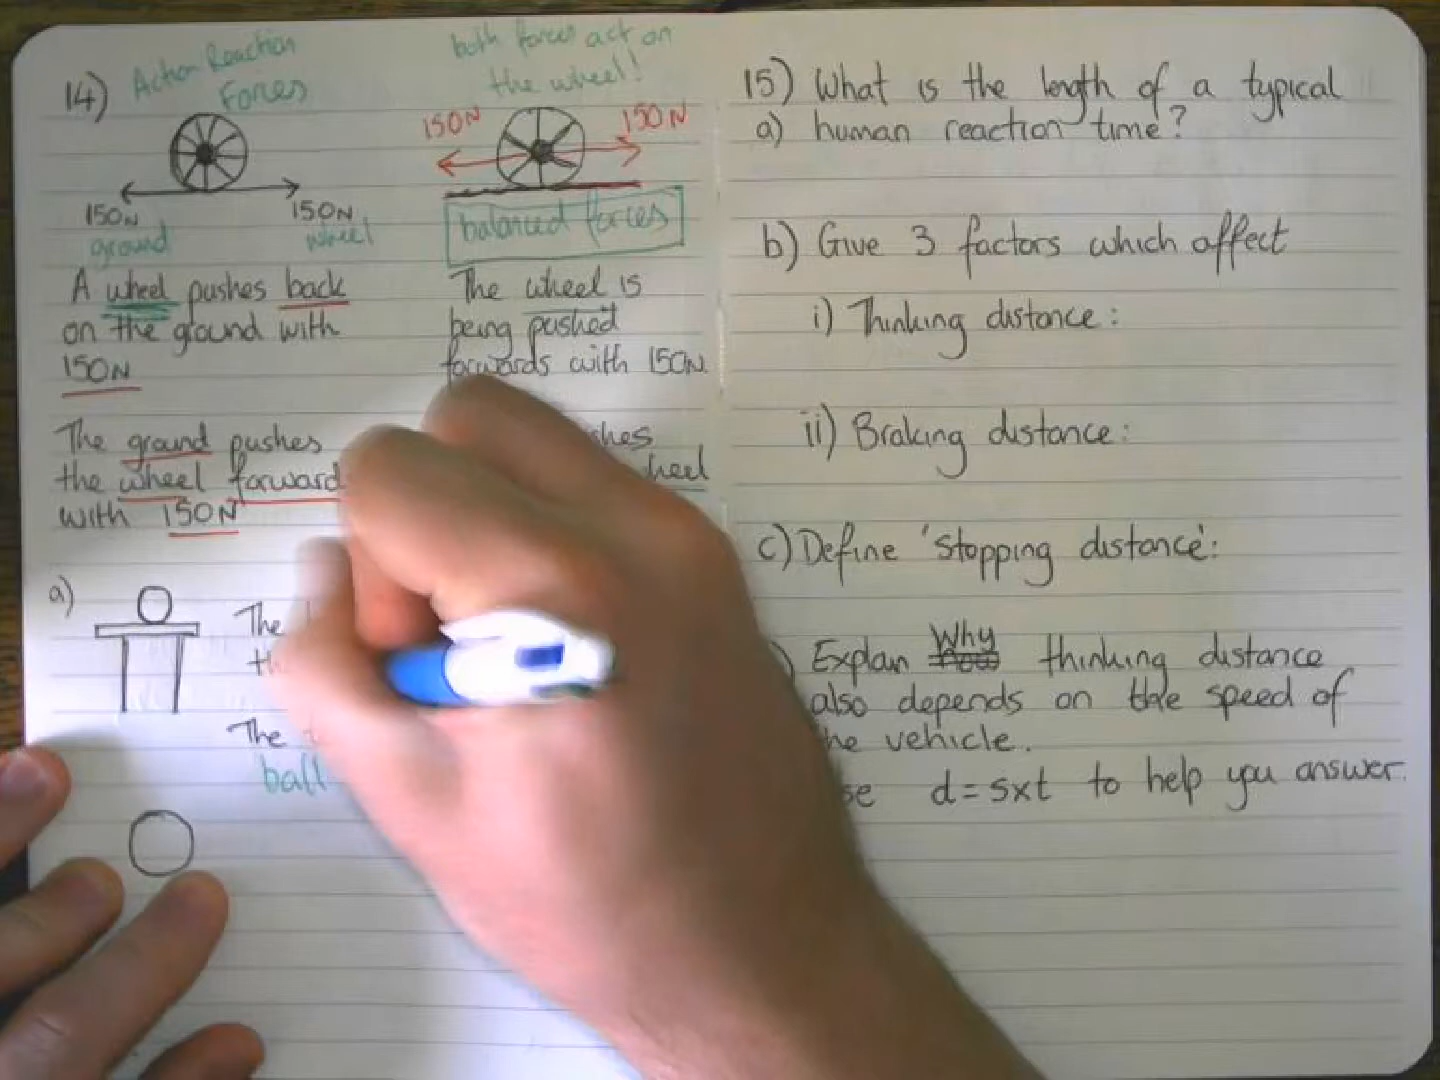 14)
Action Reaction
Forces
150N
ground
150N
wheel
A wheel pushes back
on the ground with
150N
The ground pushes
the wheel forward
with 150N
both forces act on
the wheel!
150N
150N
balanced forces
The wheel is
being pushed
forwards with 150N
a)
The
The
ball
15) What is the length of a typical
a) human reaction time?
b) Give 3 factors which affect
i) Thinking distance:
ii) Braking distance:
c) Define 'stopping distance':
Explain Why thinking distance
also depends on the speed of
vehicle.
d=sxt to help you answer.